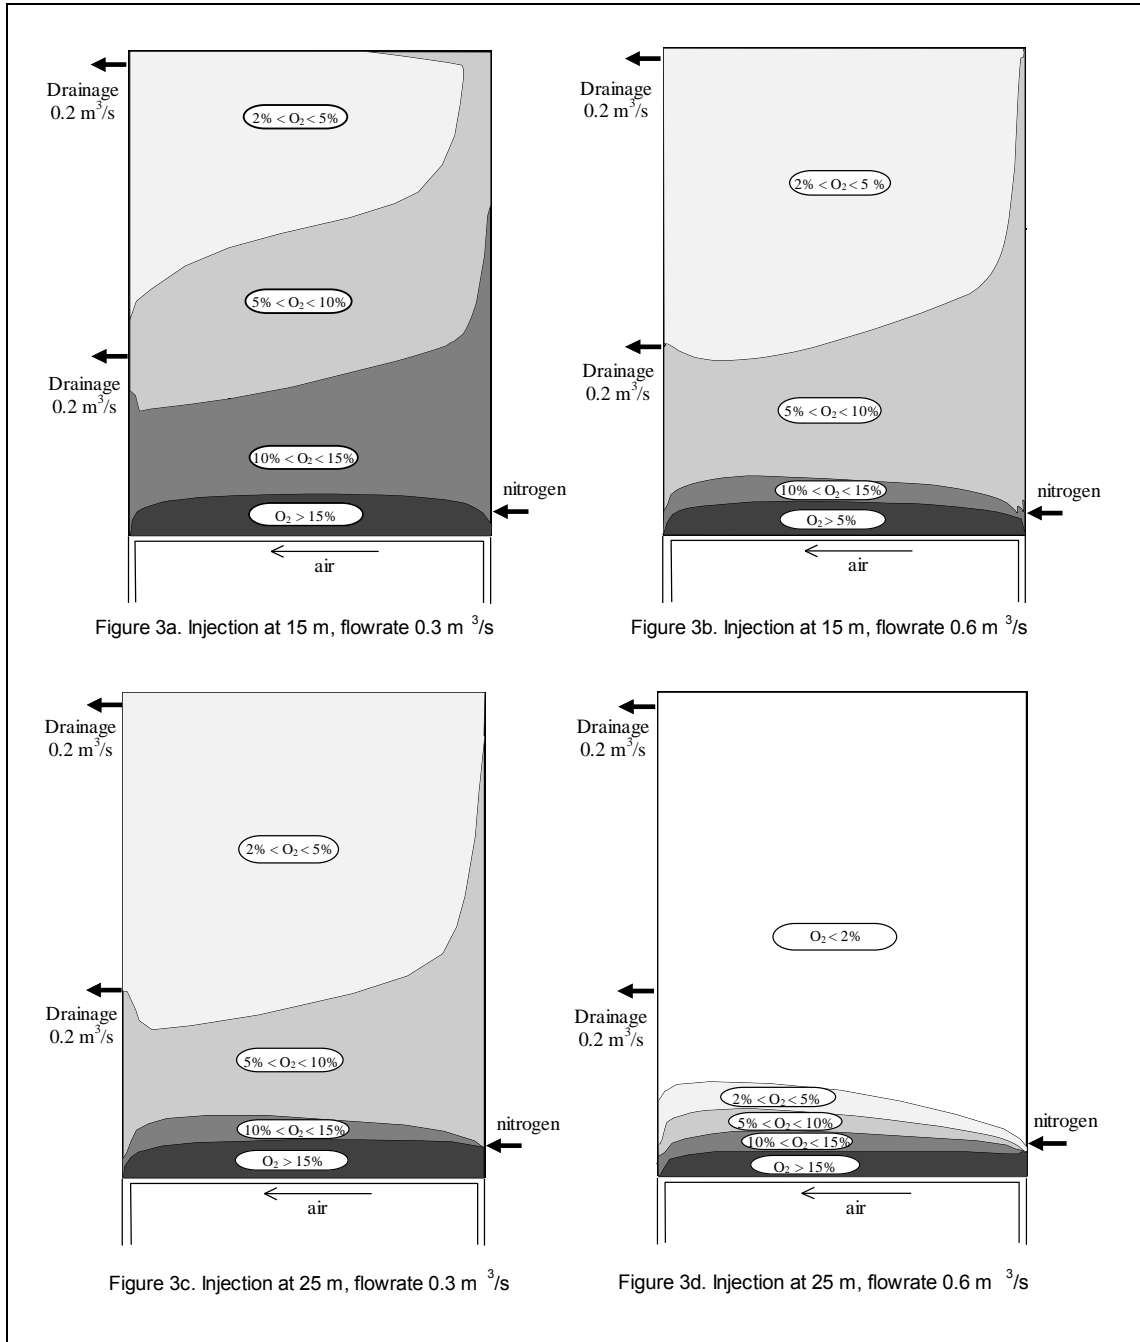 Drainage
0.2 m³/s
2% < O₂ < 5%
5% < O₂ < 10%
Drainage
0.2 m³/s
10% < O₂ < 15%
nitrogen
O₂ > 15%
air
Figure 3a. Injection at 15 m, flowrate 0.3 m ³/s
Drainage
0.2 m³/s
2% < O₂ < 5 %
Drainage
0.2 m³/s
5% < O₂ < 10%
10% < O₂ < 15%
nitrogen
O₂ > 5%
air
Figure 3b. Injection at 15 m, flowrate 0.6 m ³/s
Drainage
0.2 m³/s
2% < O₂ < 5%
Drainage
0.2 m³/s
5% < O₂ < 10%
10% < O₂ < 15%
nitrogen
O₂ > 15%
air
Figure 3c. Injection at 25 m, flowrate 0.3 m ³/s
Drainage
0.2 m³/s
O₂ < 2%
Drainage
0.2 m³/s
2% < O₂ < 5%
5% < O₂ < 10%
nitrogen
10% < O₂ < 15%
O₂ > 15%
air
Figure 3d. Injection at 25 m, flowrate 0.6 m ³/s